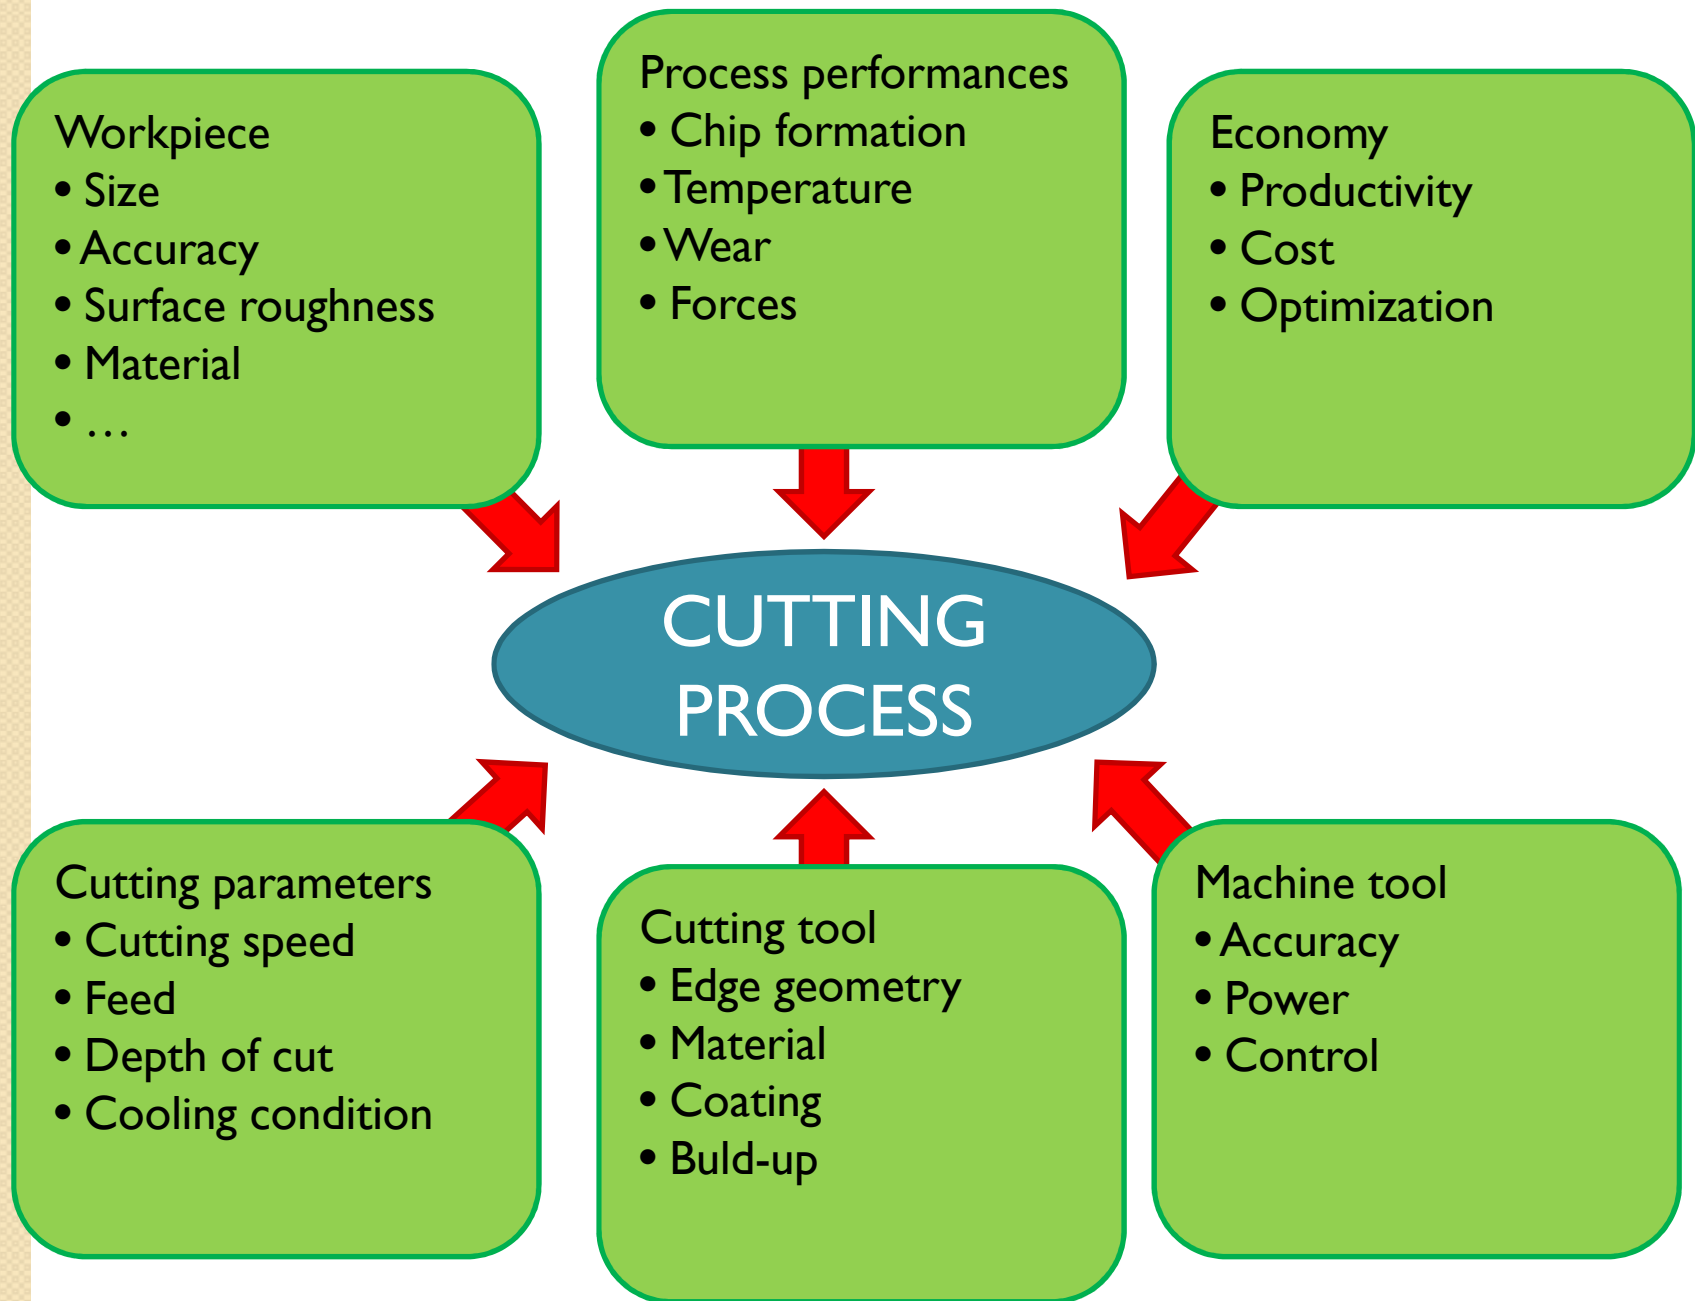 Workpiece
• Size
• Accuracy
• Surface roughness
• Material
• …
Process performances
• Chip formation
• Temperature
• Wear
• Forces
Economy
• Productivity
• Cost
• Optimization
CUTTING
PROCESS
Cutting parameters
• Cutting speed
• Feed
• Depth of cut
• Cooling condition
Cutting tool
• Edge geometry
• Material
• Coating
• Buld-up
Machine tool
• Accuracy
• Power
• Control